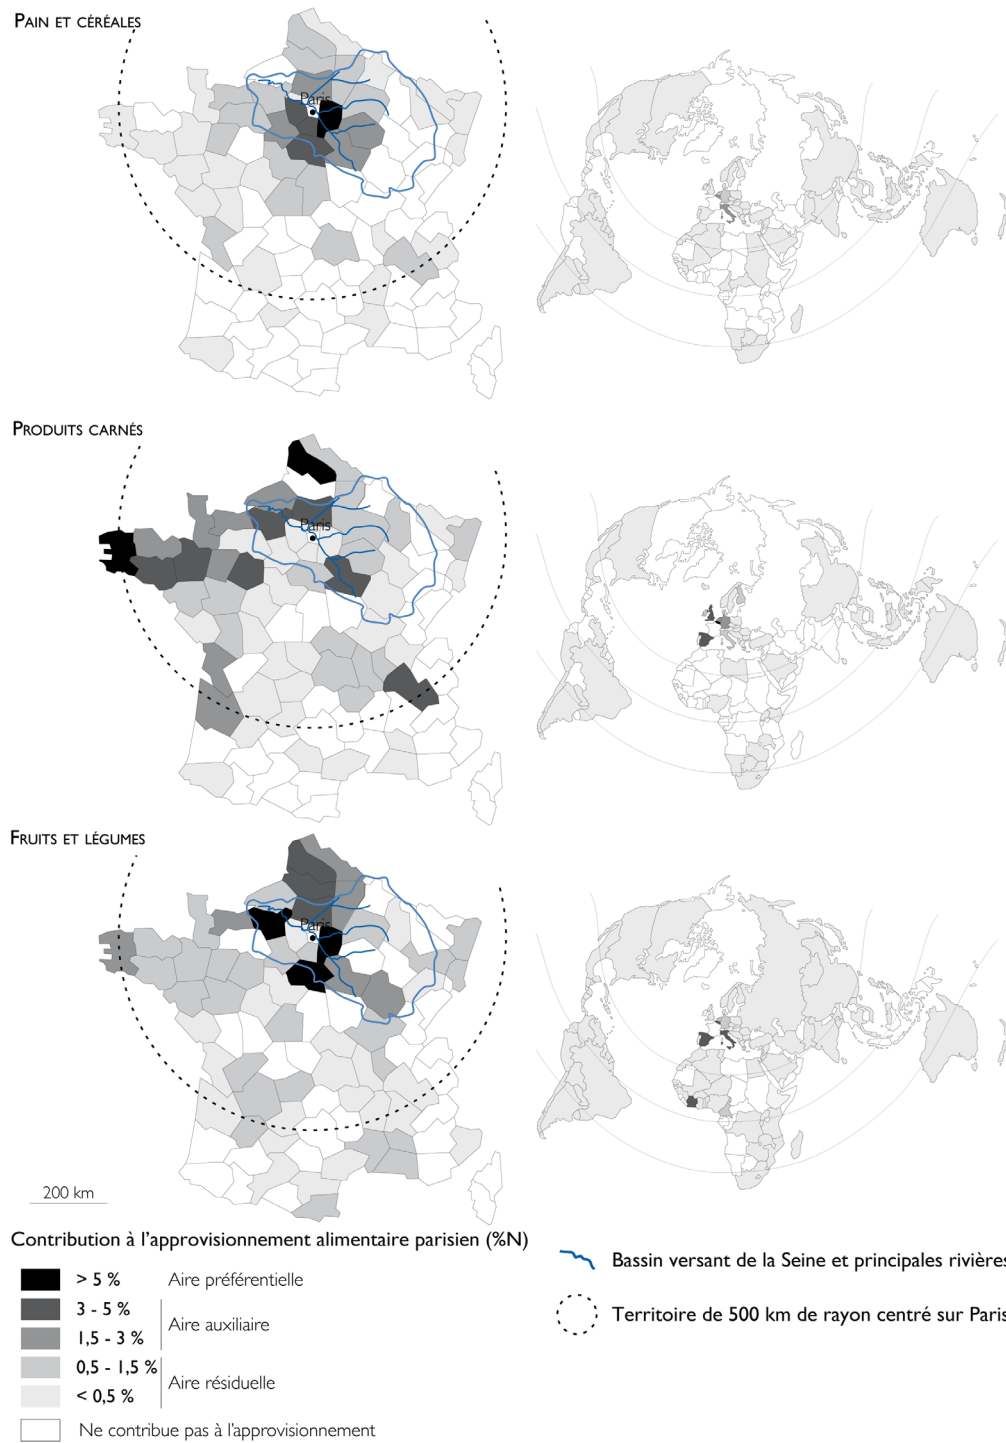 PAIN ET CÉRÉALES
Paris
PRODUITS CARNÉS
Paris
FRUITS ET LÉGUMES
Paris
200 km
Contribution à l'approvisionnement alimentaire parisien (%N)
> 5 % Aire préférentielle
3 - 5 %
Aire auxiliaire
1,5 - 3 %
0,5 - 1,5 %
Aire résiduelle
< 0,5 %
Ne contribue pas à l'approvisionnement
Bassin versant de la Seine et principales rivières
Territoire de 500 km de rayon centré sur Paris